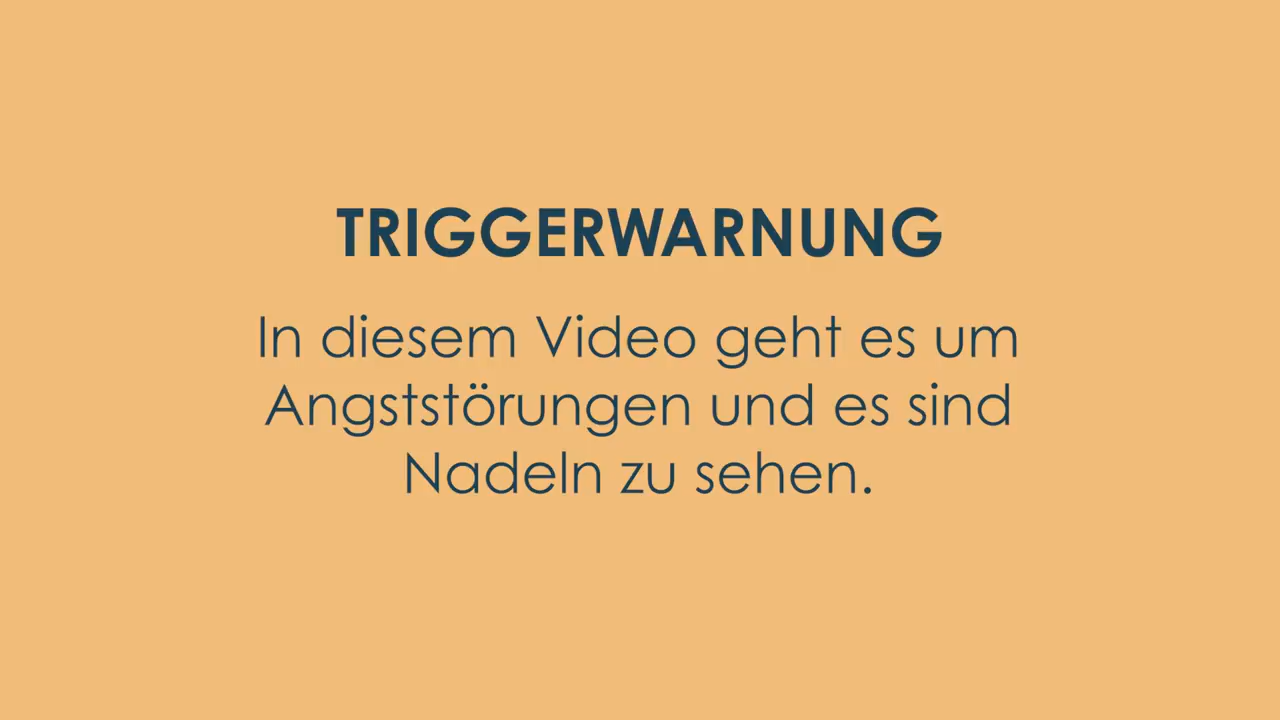 TRIGGERWARNUNG
In diesem Video geht es um
Angststörungen und es sind
Nadeln zu sehen.